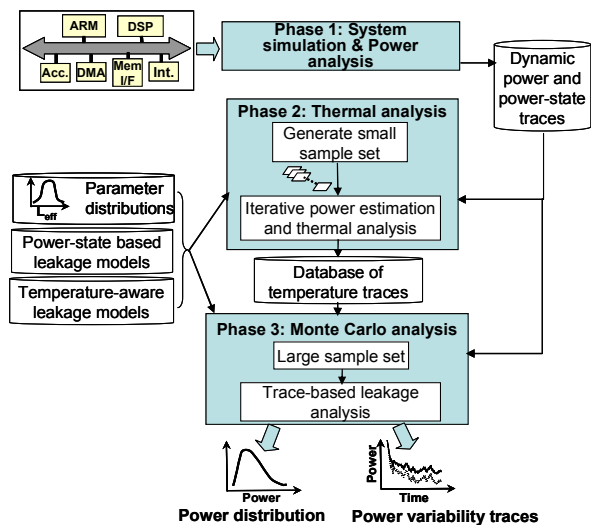 ARM
DSP
Acc.
DMA
Mem
I/F
Int.
Phase 1: System
simulation & Power
analysis
Dynamic
power and
power-state
traces
Phase 2: Thermal analysis
Generate small
sample set
Iterative power estimation
and thermal analysis
Parameter
distributions
Leff
Power-state based
leakage models
Temperature-aware
leakage models
Database of
temperature traces
Phase 3: Monte Carlo analysis
Large sample set
Trace-based leakage
analysis
Power
Power distribution
Power
Time
Power variability traces